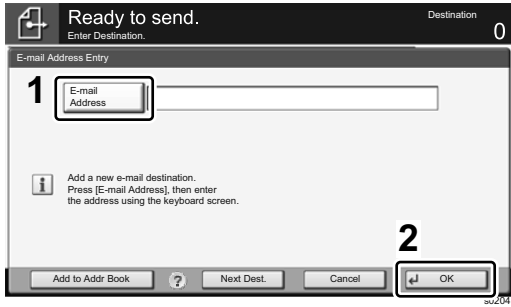 Ready to send.
Destination
Enter Destination.
0
E-mail Address Entry
1
E-mail
Address
i
Add a new e-mail destination.
Press [E-mail Address], then enter
the address using the keyboard screen.
2
Add to Addr Book
?
Next Dest.
Cancel
OK
s0204